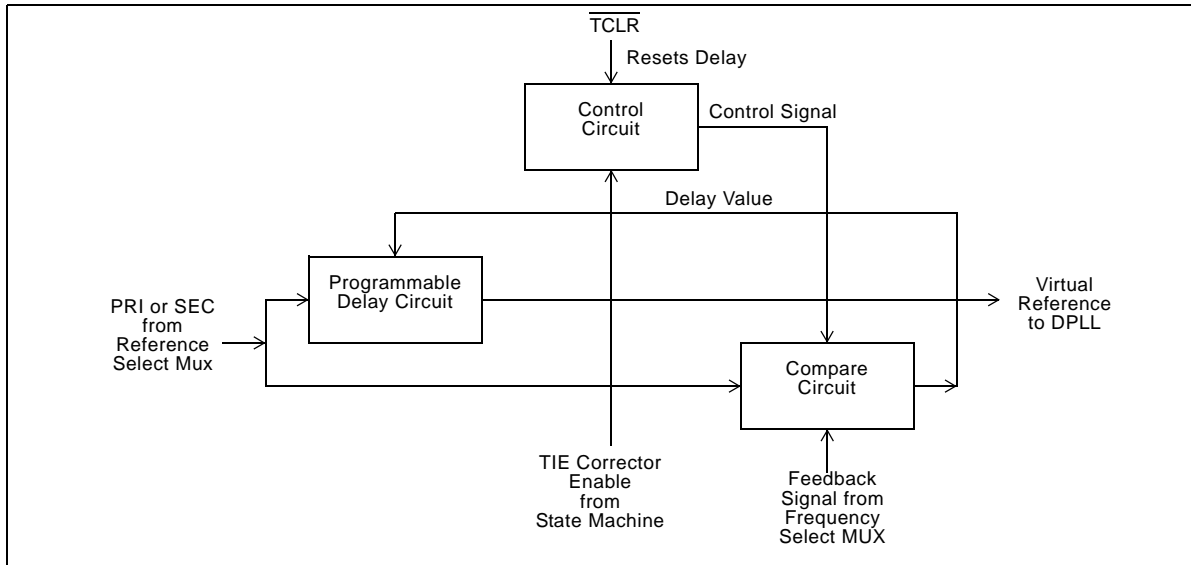 TCLR
Resets Delay
Control
Circuit
Control Signal
Delay Value
Programmable
Delay Circuit
PRI or SEC
from
Reference
Select Mux
Virtual
Reference
to DPLL
Compare
Circuit
TIE Corrector
Enable
from
State Machine
Feedback
Signal from
Frequency
Select MUX